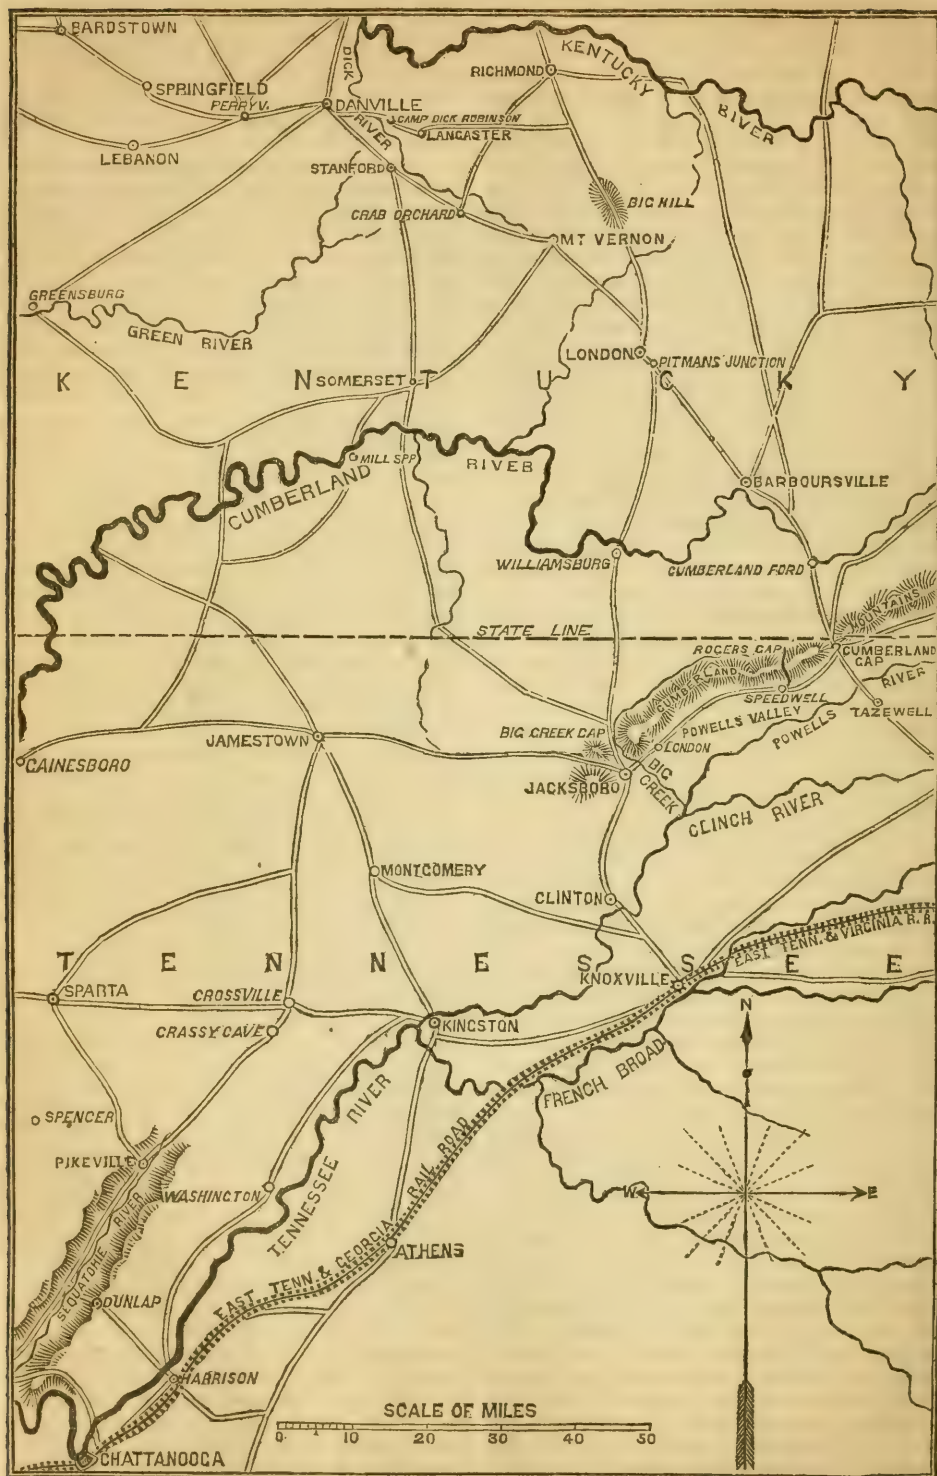 BARDSTOWN
SPRINGFIELD
PERRYV.
DANVILLE
DICK
RIVER
CAMP DICK ROBINSON
LANCASTER
LEBANON
STANFORD
CRAB ORCHARD
RICHMOND
KENTUCKY
RIVER
BIG HILL
MT VERNON
GREENSBURG
GREEN RIVER
LONDON
PITMANS JUNCTION
KENTUCKY
SOMERSET
MILL SPR
CUMBERLAND
RIVER
BARBOURSVILLE
WILLIAMSBURG
CUMBERLAND FORD
STATE LINE
ROGERS GAP
CUMBERLAND
MOUNTAINS
CUMBERLAND
GAP
SPEEDWELL
POWELLS VALLEY
POWELLS
RIVER
TAZEWELL
BIG CREEK GAP
LONDON
JAMESTOWN
GAINESBORO
JACKSBORO
BIG
CREEK
CLINCH RIVER
MONTGOMERY
CLINTON
EAST TENN. & VIRGINIA R. R.
TENNESSEE
KNOXVILLE
SPARTA
CROSSVILLE
GRASSY CAVE
KINGSTON
N
FRENCH BROAD
SPENCER
PIKEVILLE
WASHINGTON
TENNESSEE
RIVER
W
E
SEQUATCHIE
RIVER
EAST TENN. & GEORGIA
RAIL ROAD
ATHENS
DUNLAP
HARRISON
CHATTANOOGA
SCALE OF MILES
0 10 20 30 40 50